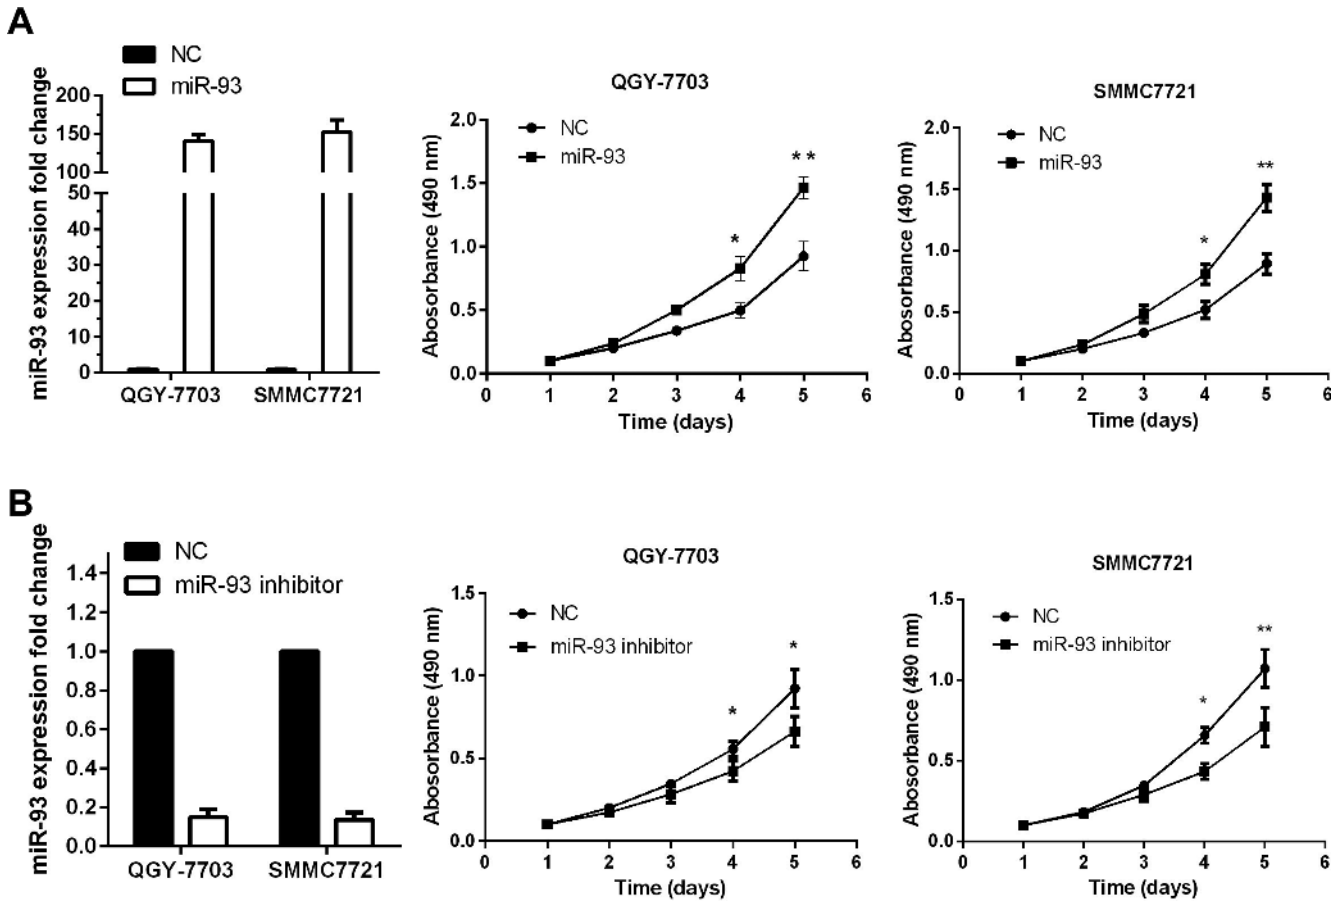 A
NC
miR-93
miR-93 expression fold change
200
150
100
50
40
30
20
10
0
QGY-7703 SMMC7721
QGY-7703
NC
miR-93
Abosorbance (490 nm)
2.0
1.5
1.0
0.5
0.0
* *
*
0 1 2 3 4 5 6
Time (days)
SMMC7721
NC
miR-93
Abosorbance (490 nm)
2.0
1.5
1.0
0.5
0.0
**
*
0 1 2 3 4 5 6
Time (days)
B
NC
miR-93 inhibitor
miR-93 expression fold change
1.4
1.2
1.0
0.8
0.6
0.4
0.2
0.0
QGY-7703 SMMC7721
QGY-7703
NC
miR-93 inhibitor
Abosorbance (490 nm)
1.5
1.0
0.5
0.0
*
*
0 1 2 3 4 5 6
Time (days)
SMMC7721
NC
miR-93 inhibitor
Abosorbance (490 nm)
1.5
1.0
0.5
0.0
**
*
0 1 2 3 4 5 6
Time (days)